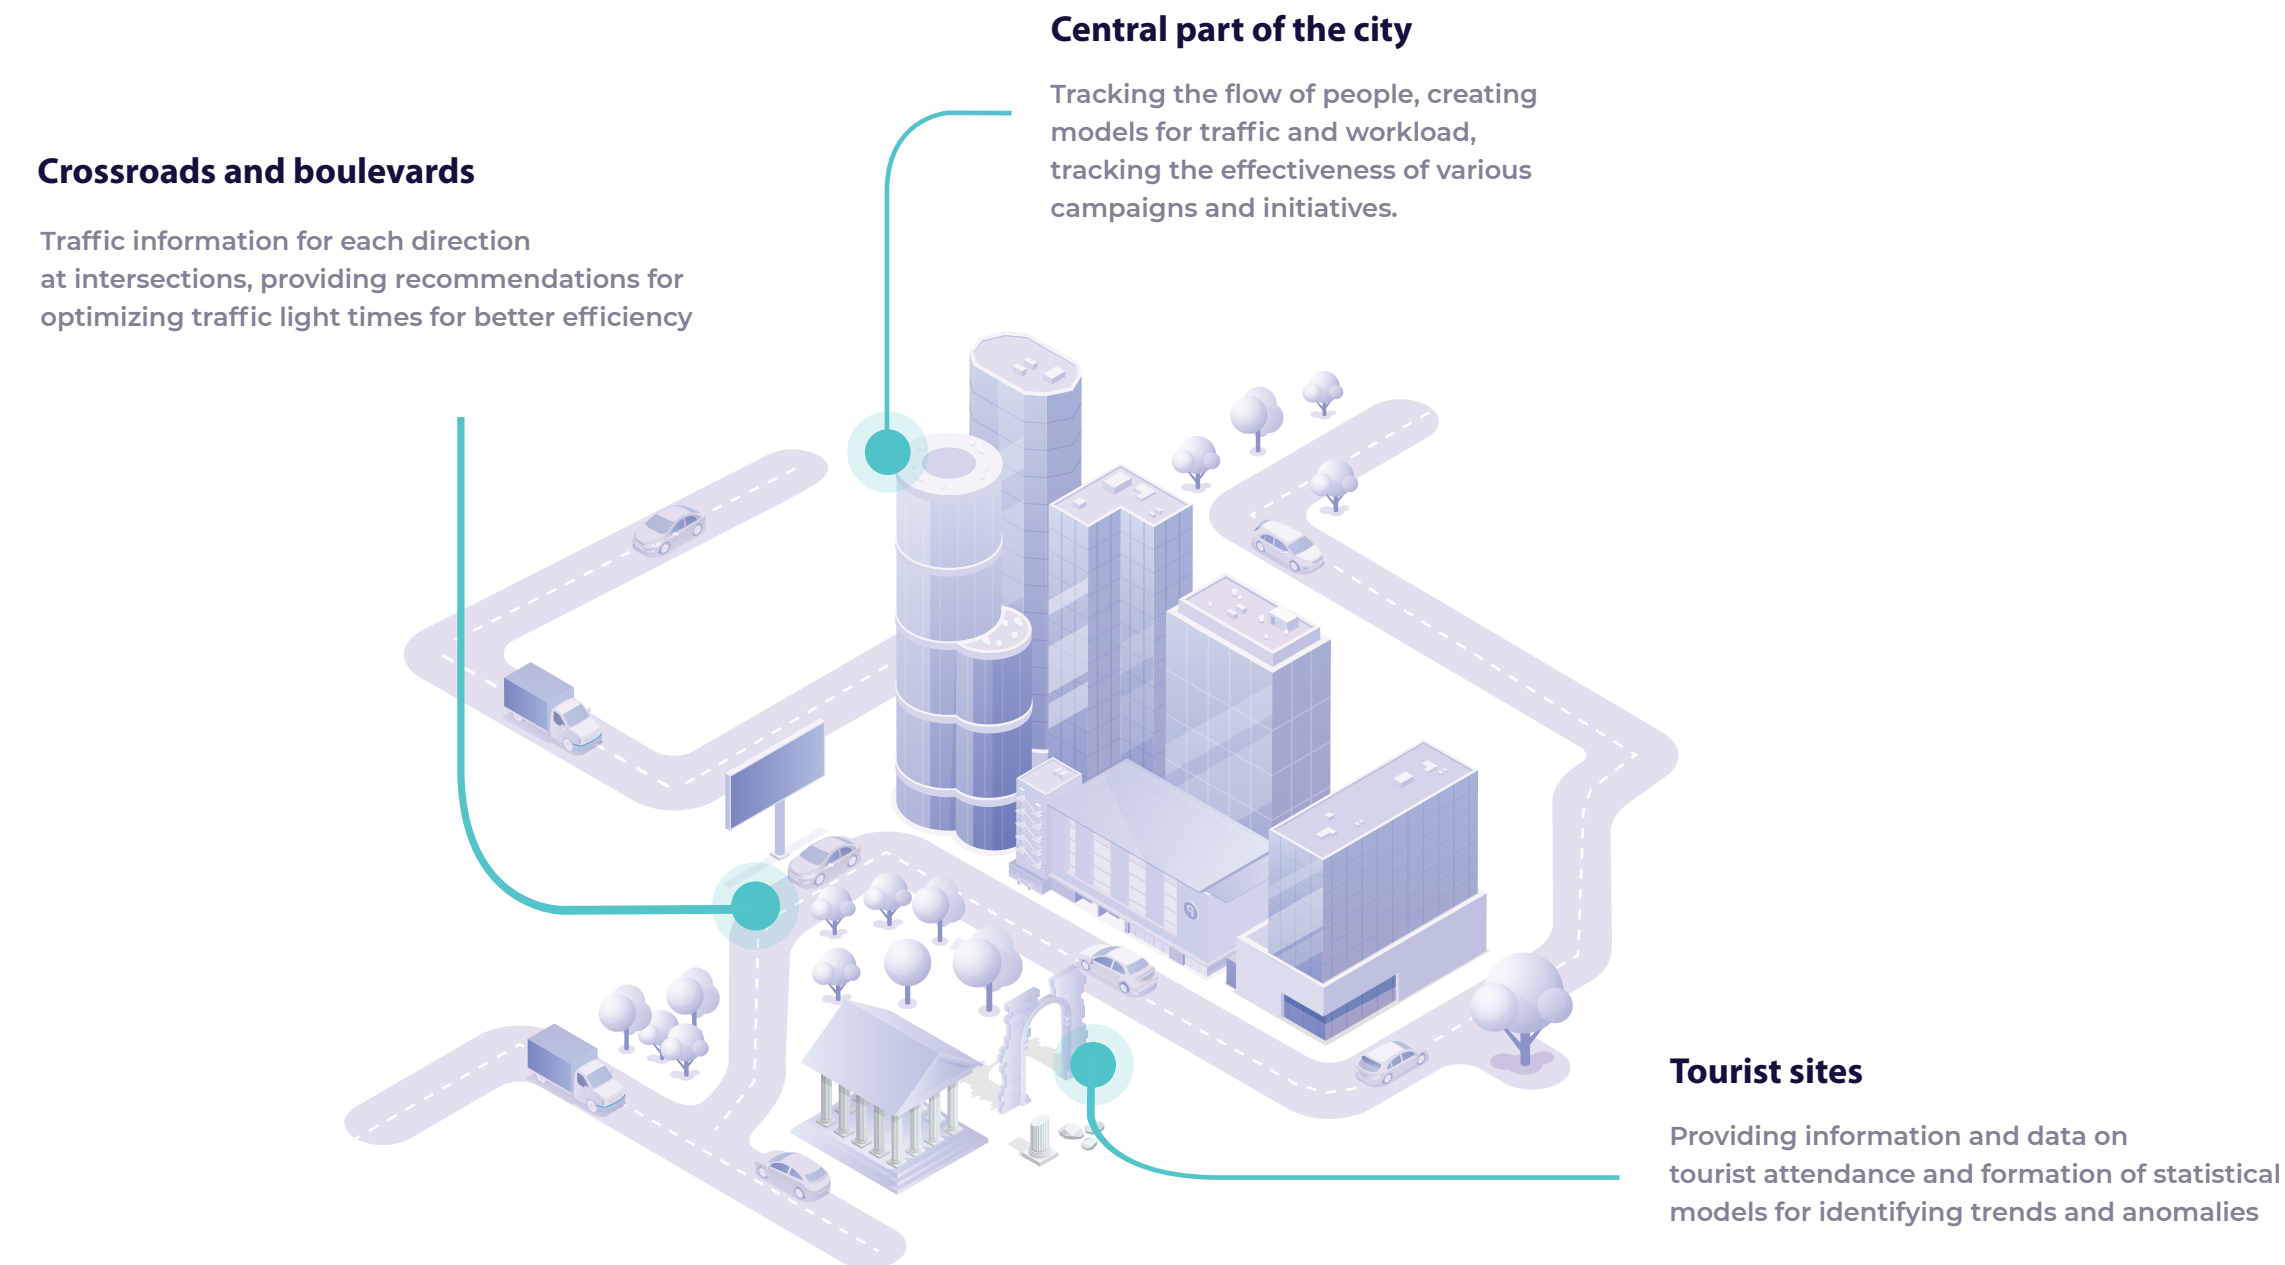 Central part of the city
Tracking the flow of people, creating
models for traffic and workload,
tracking the effectiveness of various
campaigns and initiatives.
Crossroads and boulevards
Traffic information for each direction
at intersections, providing recommendations for
optimizing traffic light times for better efficiency
Tourist sites
Providing information and data on
tourist attendance and formation of statistical
models for identifying trends and anomalies